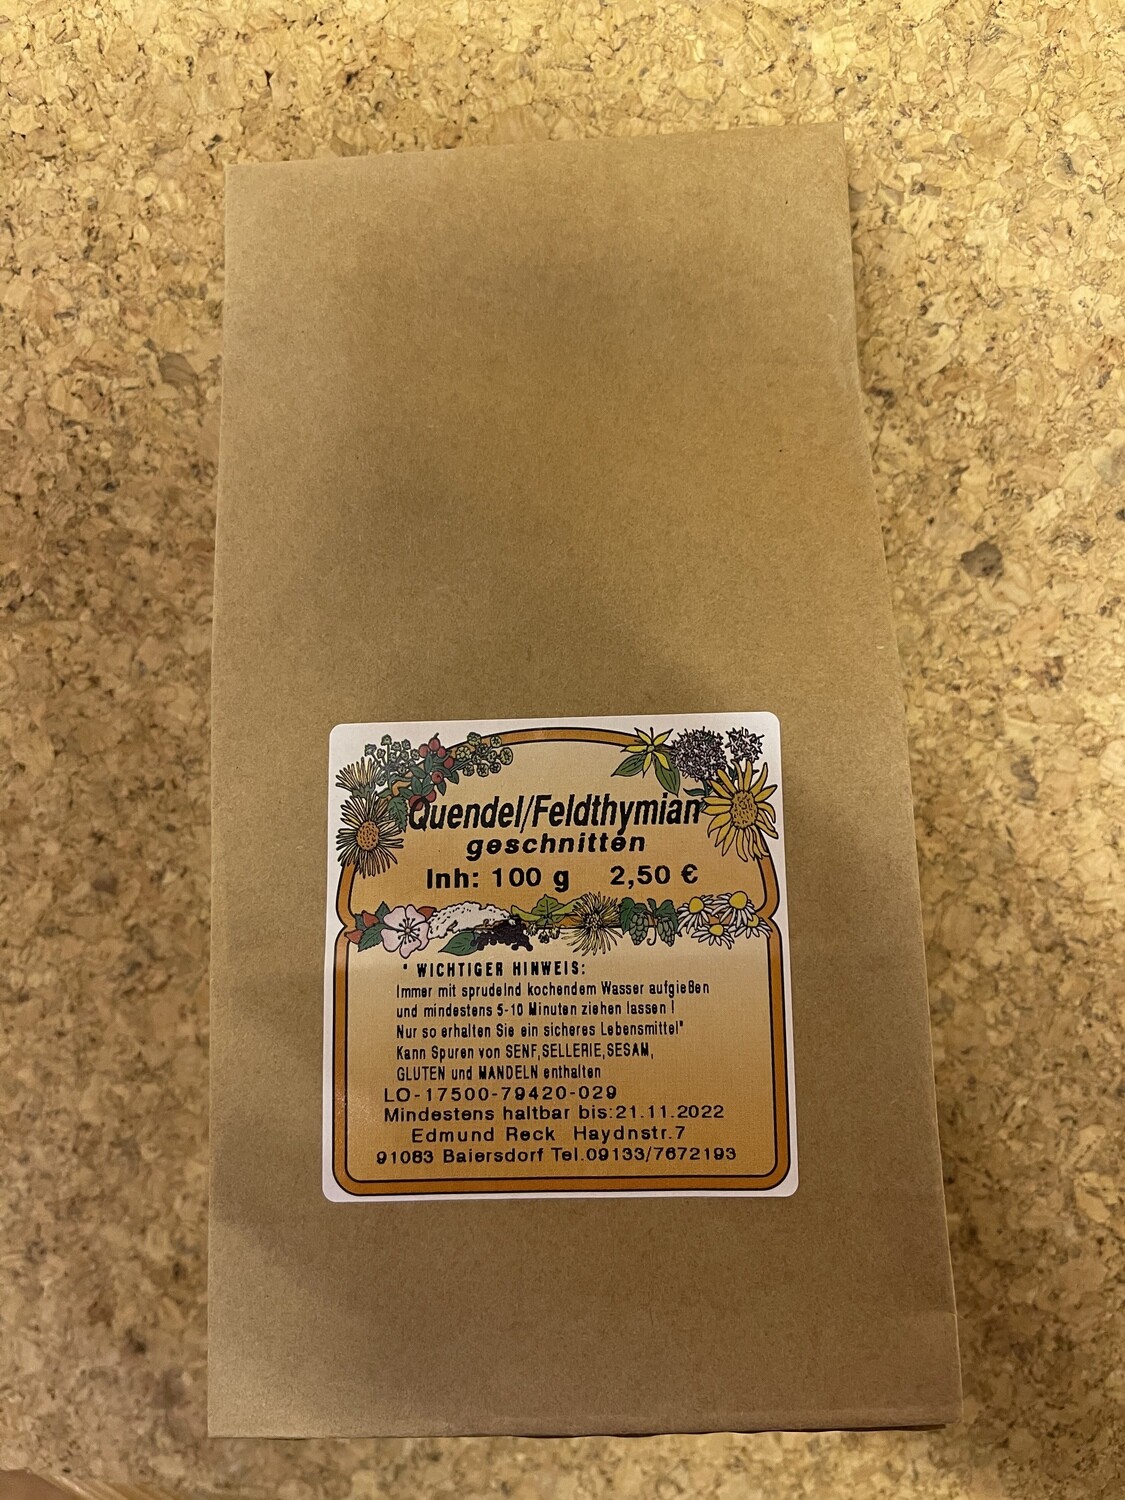 Quendel/Feldthymian
geschnitten
Inh: 100 g 2,50 €
" WICHTIGER HINWEIS:
Immer mit sprudelnd kochendem Wasser aufgießen
und mindestens 5-10 Minuten ziehen lassen !
Nur so erhalten Sie ein sicheres Lebensmittel"
Kann Spuren von SENF,SELLERIE,SESAM,
GLUTEN und MANDELN enthalten
LO-17500-79420-029
Mindestens haltbar bis:21.11.2022
Edmund Reck Haydnstr.7
91083 Baiersdorf Tel.09133/7672193